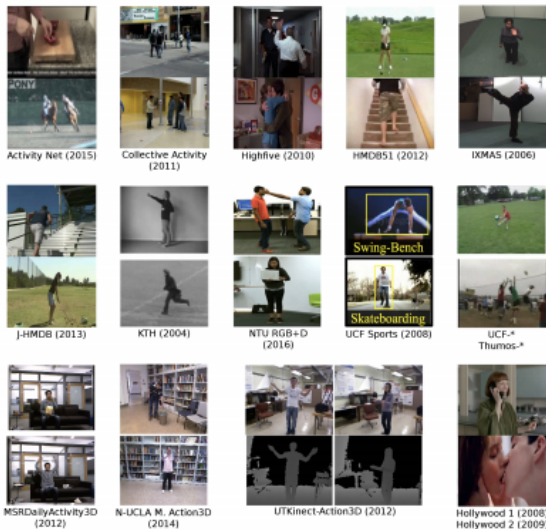 PONY
Activity Net (2015)
Collective Activity
(2011)
Highfive (2010)
HMDB51 (2012)
IXMAS (2006)
Swing-Bench
Skateboarding
J-HMDB (2013)
KTH (2004)
NTU RGB+D
(2016)
UCF Sports (2008)
UCF-*
Thumos-*
MSRDailyActivity3D
(2012)
N-UCLA M. Action3D
(2014)
UTKinect-Action3D (2012)
Hollywood 1 (2008)
Hollywood 2 (2009)